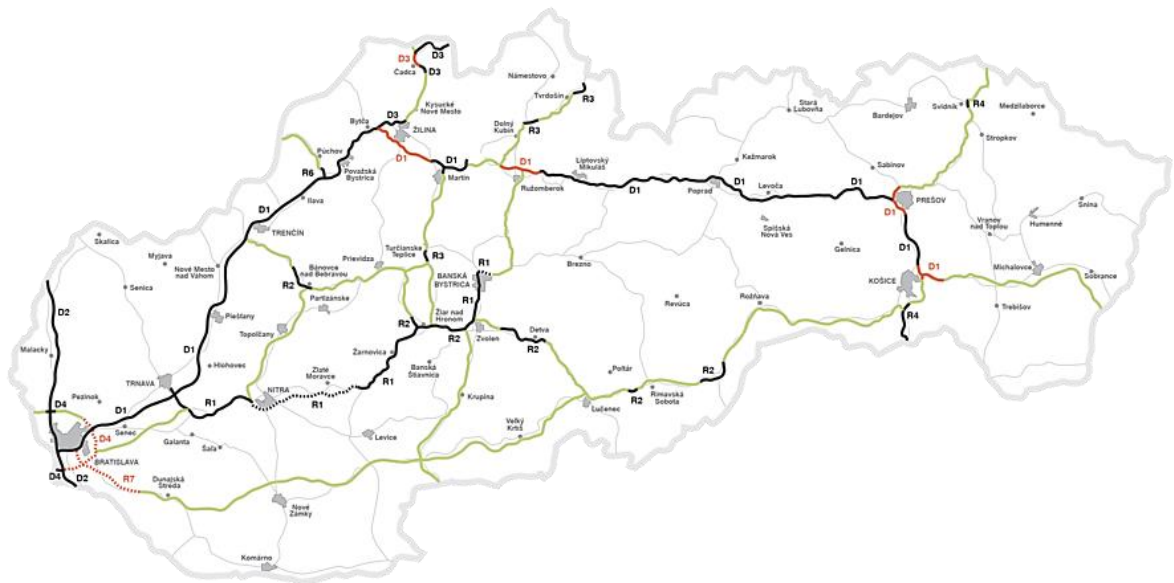 D3
D3
Čadca
D3
Námestovo
R3
Tvrdošín
Kysucké
Nové Mesto
D3
Bytča
ŽILINA
Dolný
Kubín
R3
Stará
Ľubovňa
Bardejov
Svidník
R4
Medzilaborce
Stropkov
Púchov
R6
Považská
Bystrica
D1
D1
Martin
D1
Ružomberok
Liptovský
Mikuláš
D1
Kežmarok
Poprad
D1
Levoča
D1
Sabinov
PREŠOV
D1
Snina
Ilava
D1
TRENČÍN
Skalica
Myjava
Nové Mesto
nad Váhom
Senica
Spišská
Nová Ves
Gelnica
D1
Vranov
nad Topľou
Humenné
Michalovce
Sobrance
Turčianske
Teplice
R3
Prievidza
Bánovce
nad Bebravou
R2
Partizánske
R1
BANSKÁ
BYSTRICA
R1
Brezno
D1
KOŠICE
Trebišov
R4
Revúca
Rožňava
D2
Piešťany
Topoľčany
Žiar nad
Hronom
R2
R2
Zvolen
Detva
R2
Malacky
D1
Hlohovec
Žarnovica
Banská
Štiavnica
R1
Zlaté
Moravce
TRNAVA
NITRA
R1
Poltár
R2
R2
Rimavská
Sobota
Pezinok
D4
D1
R1
Krupina
Lučenec
Senec
D4
Galanta
Šaľa
Levice
Veľký
Krtíš
BRATISLAVA
D4
D2
R7
Dunajská
Streda
Nové
Zámky
Komárno